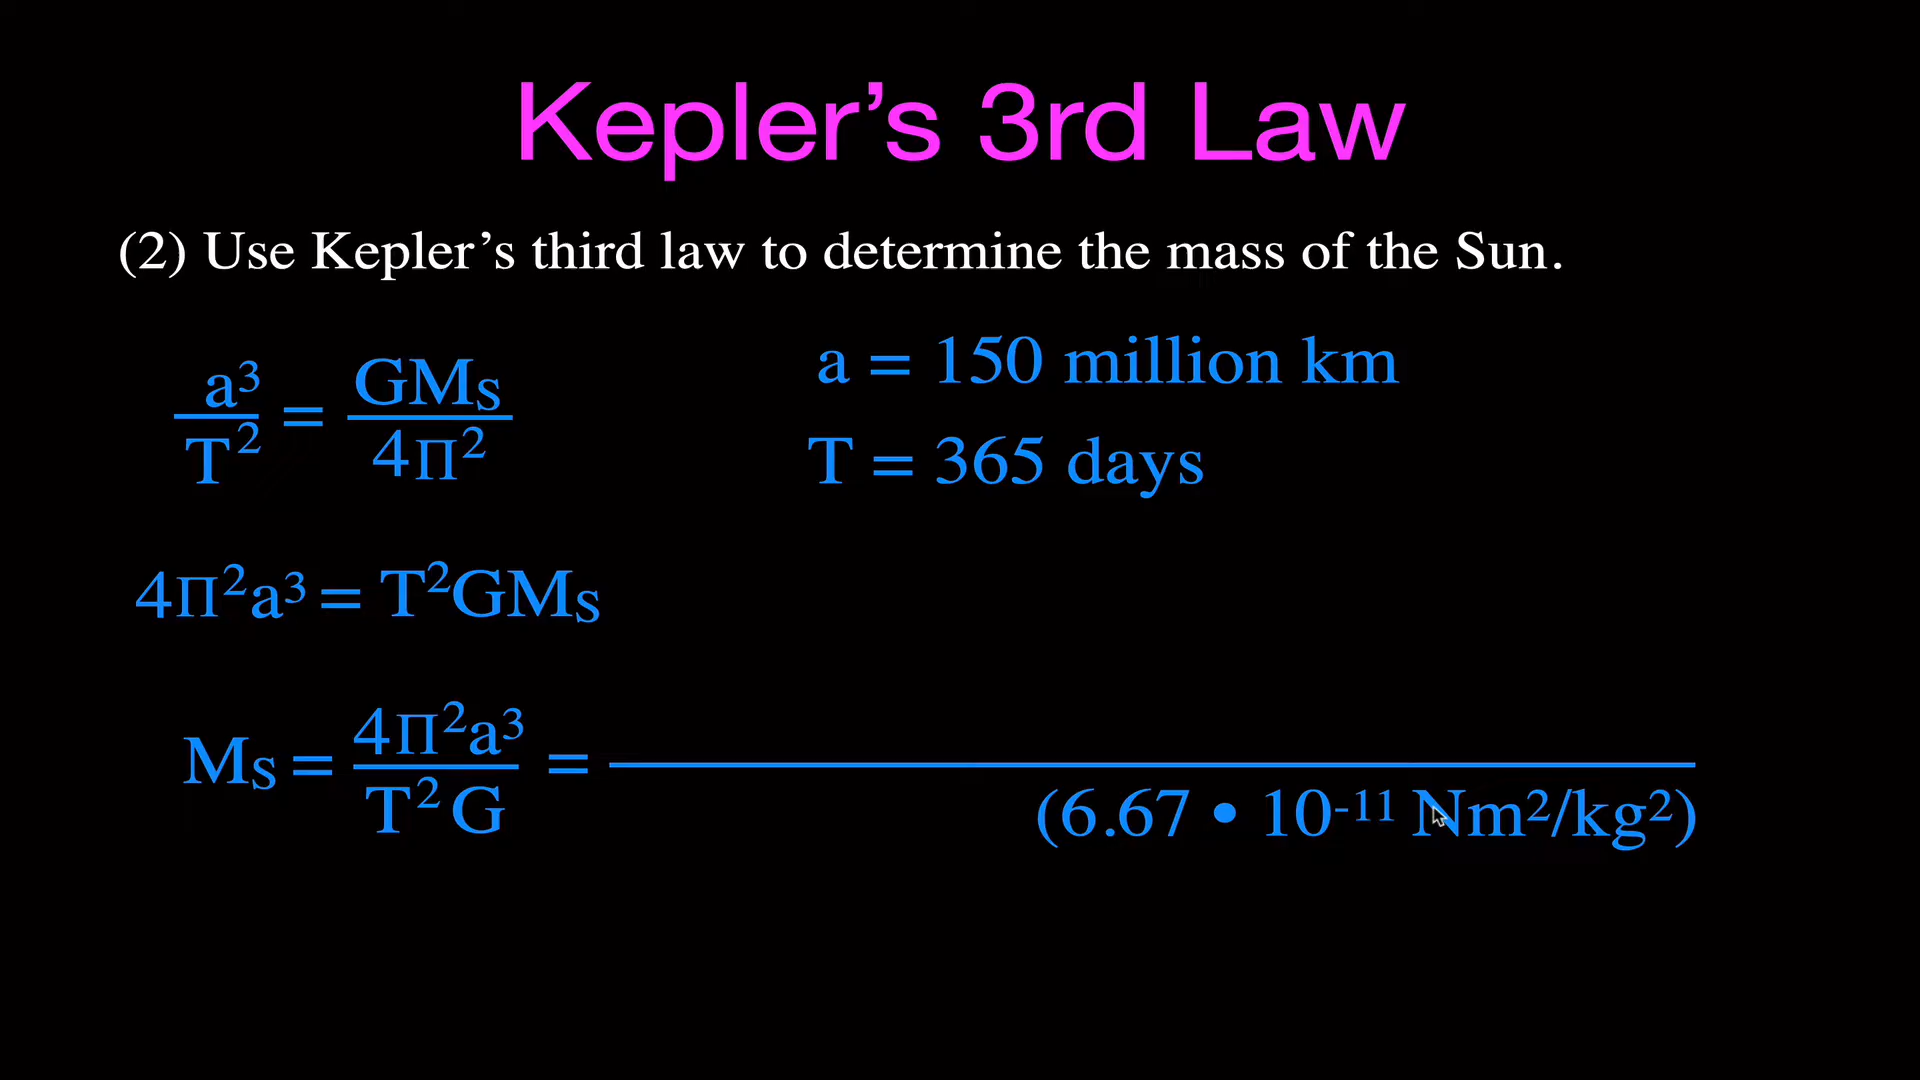 Kepler’s 3rd Law
(2) Use Kepler’s third law to determine the mass of the Sun.
a³/T² = GMs/4Π²
a = 150 million km
T = 365 days
4Π²a³ = T²GMs
Ms = 4Π²a³/T²G = 
(6.67 • 10⁻¹¹ Nm²/kg²)